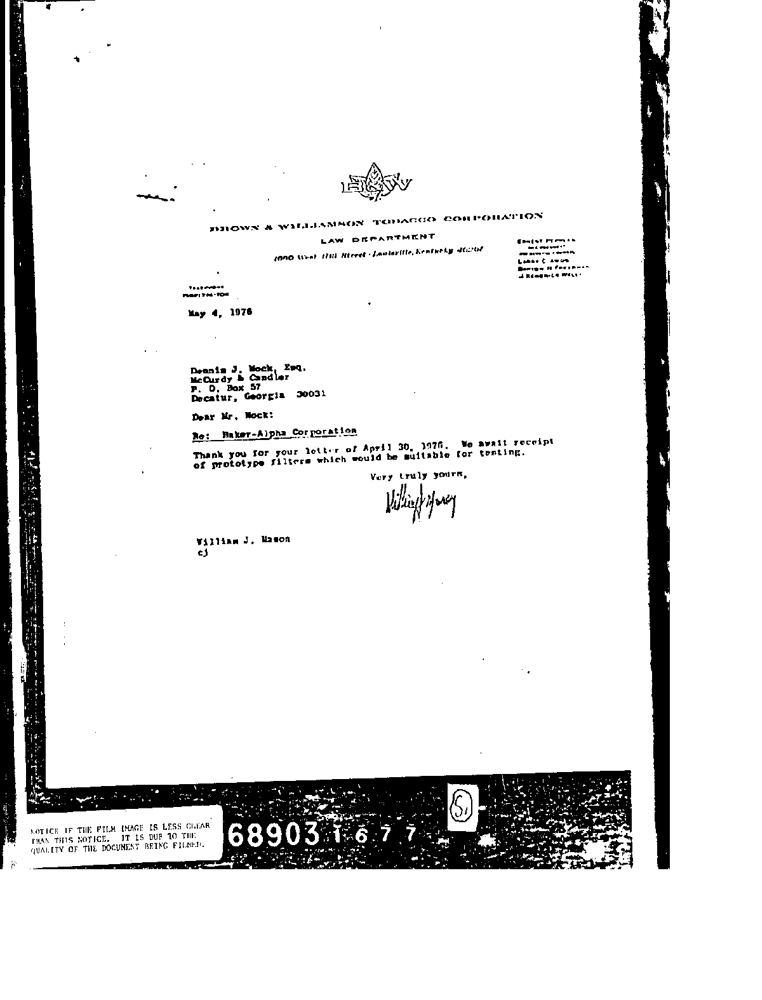 B&W
BROWN & WILLIAMSON TOBACCO CORPORATION
LAW DEPARTMENT
1600 West Hill Street · Louisville, Kentucky 40201
TELEPHONE
May 4, 1976
Dennis J. Mock, Esq.
McCurdy & Candler
P. O. Box 57
Decatur, Georgia 30031
Dear Mr. Mock:
Re: Baker-Alpha Corporation
Thank you for your letter of April 30, 1976. We await receipt
of prototype filters which would be suitable for testing.
Very truly yours,
William J. Mason
cj
NOTICE IF THE FILM IMAGE IS LESS CLEAR
THAN THIS NOTICE. IT IS DUE TO THE
QUALITY OF THE DOCUMENT BEING FILMED.
689031677